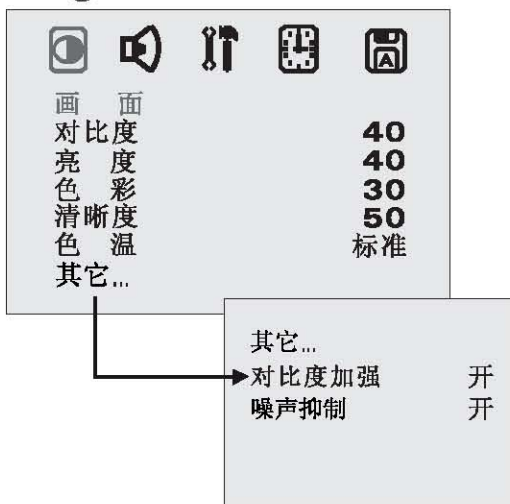 A
画 面
对比度 40
亮 度 40
色 彩 30
清晰度 50
色 温 标准
其它...
其它...
对比度加强 开
噪声抑制 开